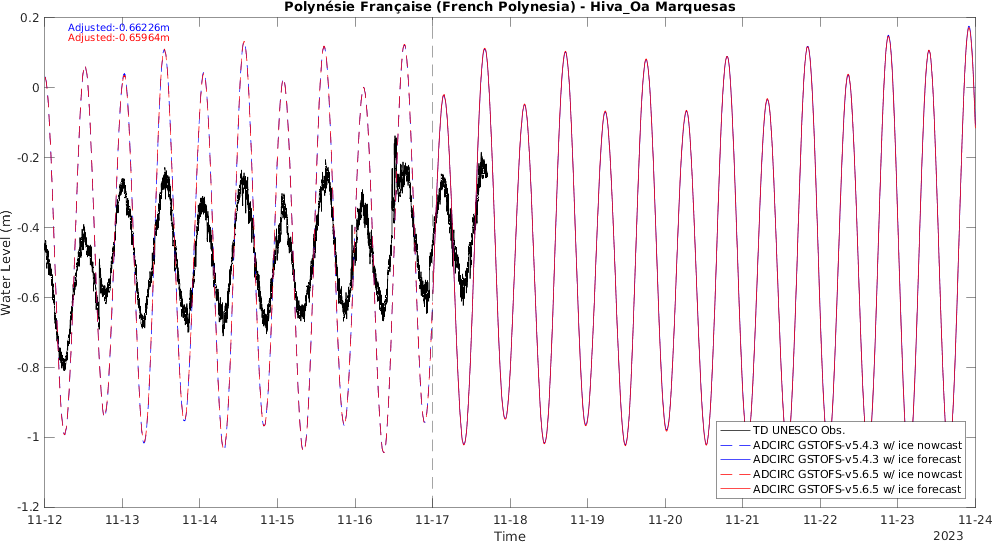 Polynésie Française (French Polynesia) - Hiva_Oa Marquesas
Adjusted:-0.66226m
Adjusted:-0.65964m
Water Level (m)
0.2
0
-0.2
-0.4
-0.6
-0.8
-1
-1.2
TD UNESCO Obs.
ADCIRC GSTOFS-v5.4.3 w/ ice nowcast
ADCIRC GSTOFS-v5.4.3 w/ ice forecast
ADCIRC GSTOFS-v5.6.5 w/ ice nowcast
ADCIRC GSTOFS-v5.6.5 w/ ice forecast
11-12 11-13 11-14 11-15 11-16 11-17 11-18 11-19 11-20 11-21 11-22 11-23 11-24
Time
2023